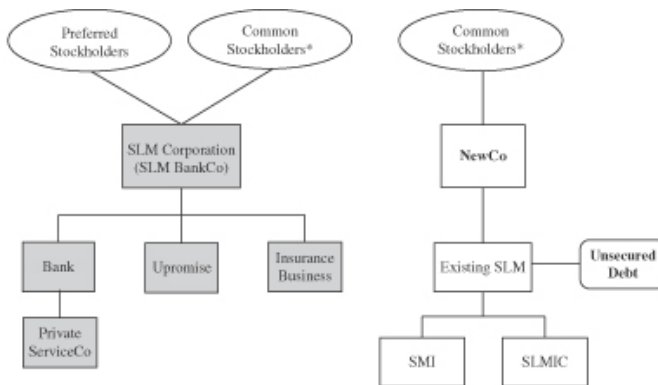 Preferred
Stockholders
Common
Stockholders*
Common
Stockholders*
SLM Corporation
(SLM BankCo)
NewCo
Bank
Upromise
Insurance
Business
Existing SLM
Unsecured
Debt
Private
ServiceCo
SMI
SLMIC